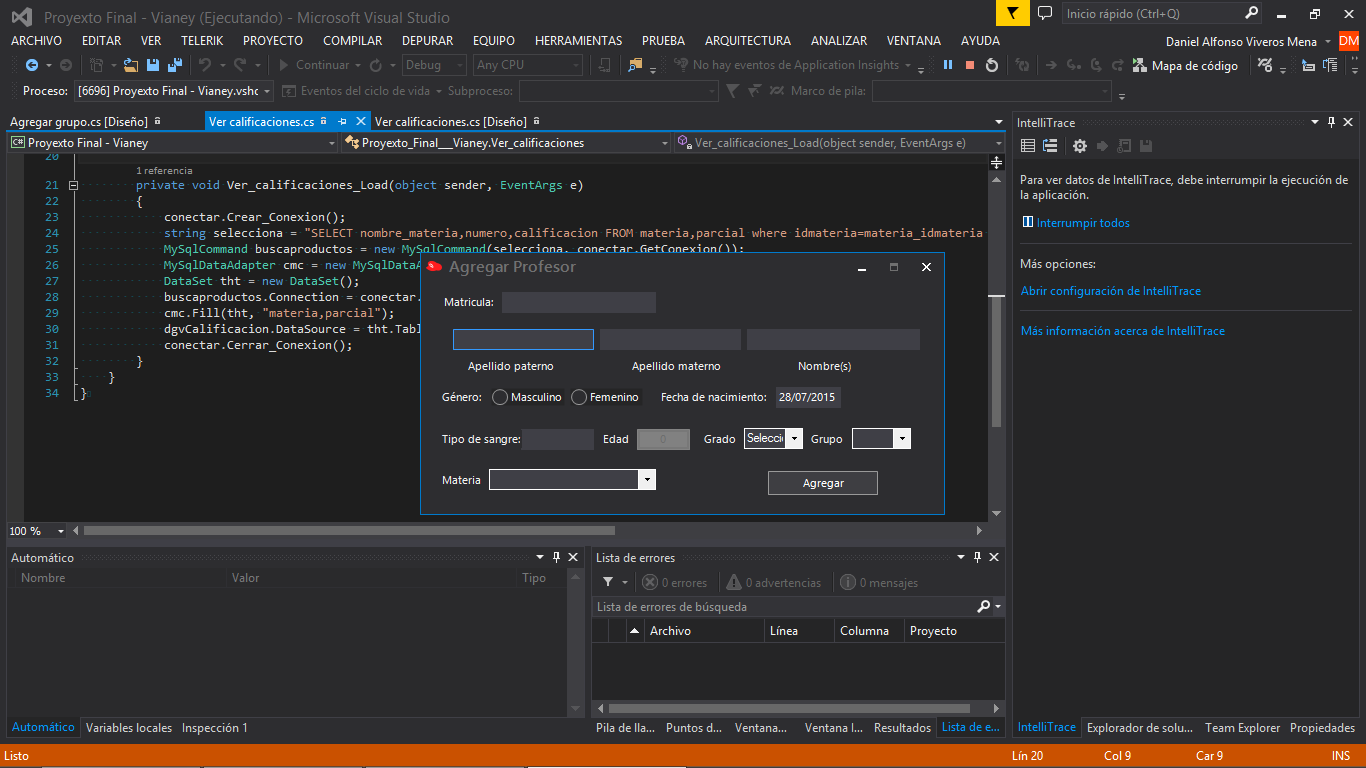 Proyexto Final - Vianey (Ejecutando) - Microsoft Visual Studio
Inicio rápido (Ctrl+Q)
ARCHIVO EDITAR VER TELERIK PROYECTO COMPILAR DEPURAR EQUIPO HERRAMIENTAS PRUEBA ARQUITECTURA ANALIZAR VENTANA AYUDA
Daniel Alfonso Viveros Mena DM
Continuar Debug Any CPU No hay eventos de Application Insights Mapa de código
Proceso: [6696] Proyexto Final - Vianey.vshc Eventos del ciclo de vida Subproceso: Marco de pila:
Agregar grupo.cs [Diseño] Ver calificaciones.cs Ver calificaciones.cs [Diseño]
C# Proyexto Final - Vianey Proyexto_Final___Vianey.Ver_calificaciones Ver_calificaciones_Load(object sender, EventArgs e)
20
1 referencia
21 private void Ver_calificaciones_Load(object sender, EventArgs e)
22 {
23 conectar.Crear_Conexion();
24 string selecciona = "SELECT nombre_materia,numero,calificacion FROM materia,parcial where idmateria=materia_idmateria
25 MySqlCommand buscaproductos = new MySqlCommand(selecciona, conectar.GetConexion());
26 MySqlDataAdapter cmc = new MySqlDataA
27 DataSet tht = new DataSet();
28 buscaproductos.Connection = conectar.
29 cmc.Fill(tht, "materia,parcial");
30 dgvCalificacion.DataSource = tht.Tabl
31 conectar.Cerrar_Conexion();
32 }
33 }
34 }
100 %
Agregar Profesor
Matricula:
Apellido paterno Apellido materno Nombre(s)
Género: Masculino Femenino Fecha de nacimiento: 28/07/2015
Tipo de sangre: Edad 0 Grado Selecci Grupo
Materia Agregar
IntelliTrace
Para ver datos de IntelliTrace, debe interrumpir la ejecución de
la aplicación.
Interrumpir todos
Más opciones:
Abrir configuración de IntelliTrace
Más información acerca de IntelliTrace
Automático
Nombre Valor Tipo
Automático Variables locales Inspección 1
Lista de errores
0 errores 0 advertencias 0 mensajes
Lista de errores de búsqueda
Archivo Línea Columna Proyecto
Pila de lla... Puntos d... Ventana... Ventana I... Resultados Lista de e...
IntelliTrace Explorador de solu... Team Explorer Propiedades
Listo Lín 20 Col 9 Car 9 INS